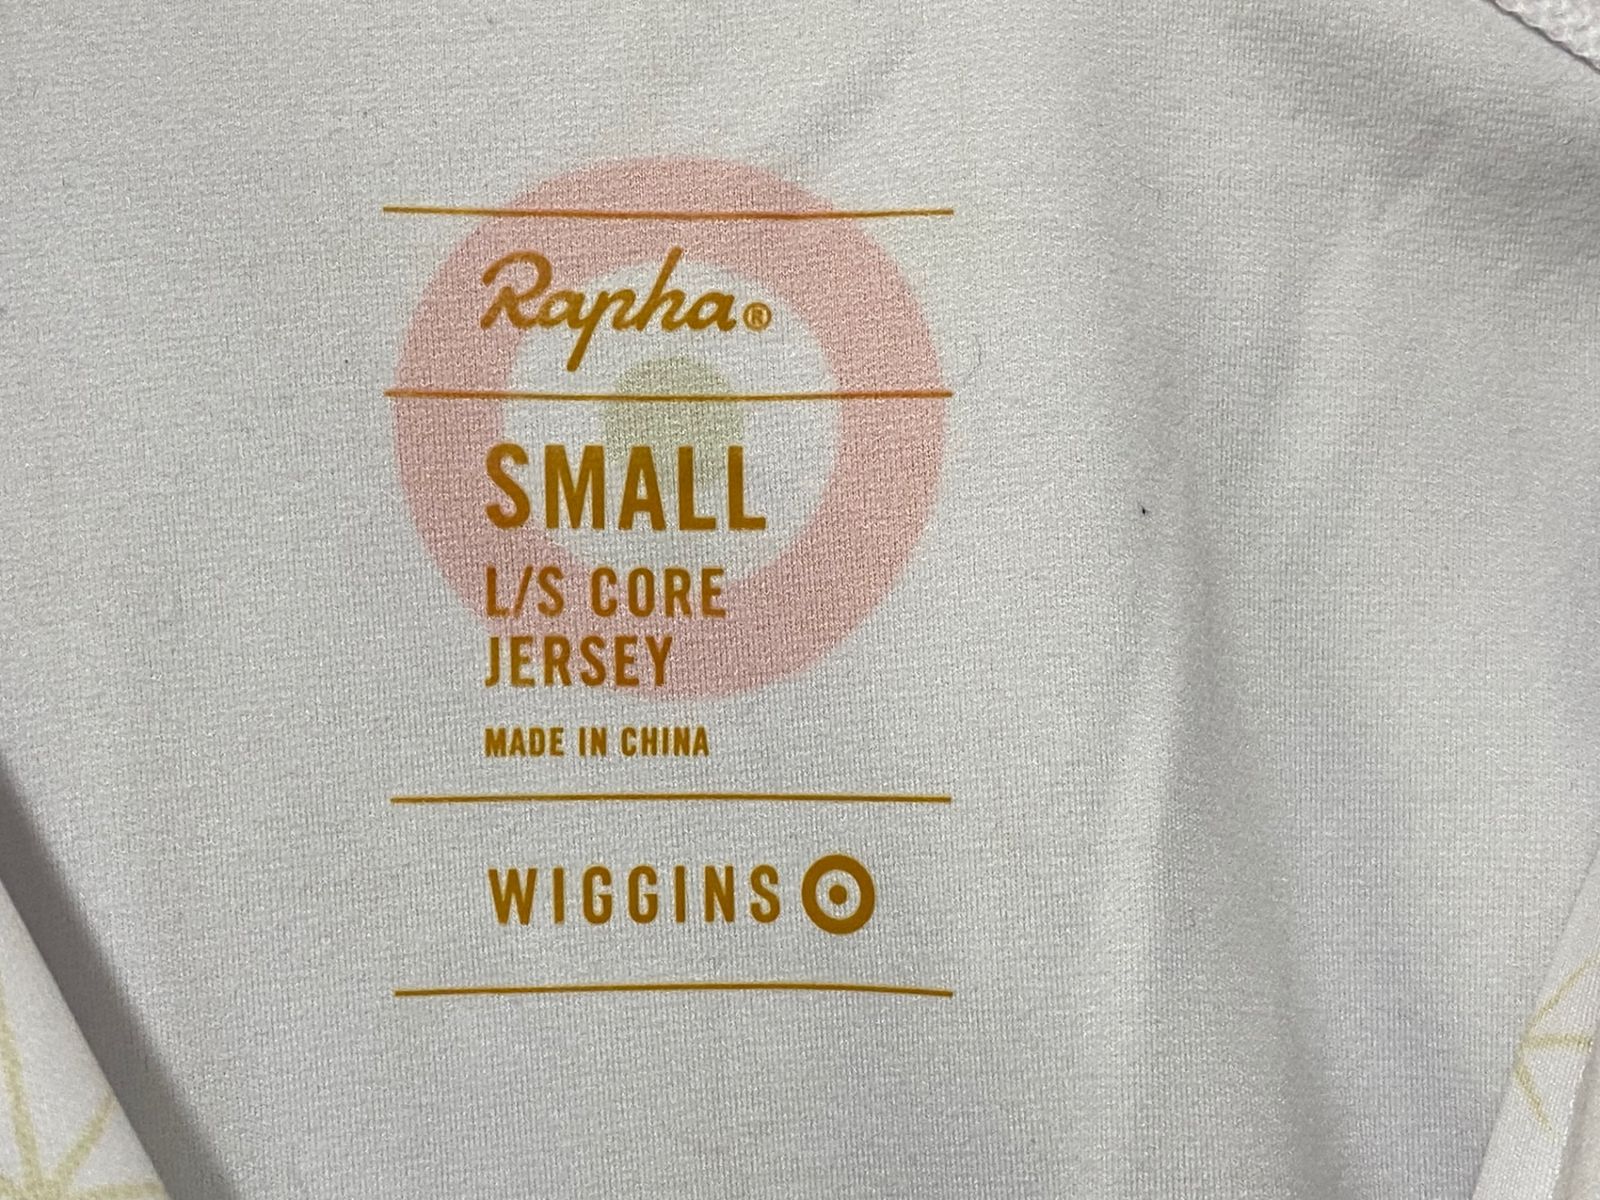 Rapha®
SMALL
L/S CORE
JERSEY
MADE IN CHINA
WIGGINS